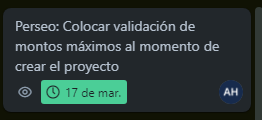 Perseo: Colocar validación de
montos máximos al momento de
crear el proyecto
17 de mar.
AH